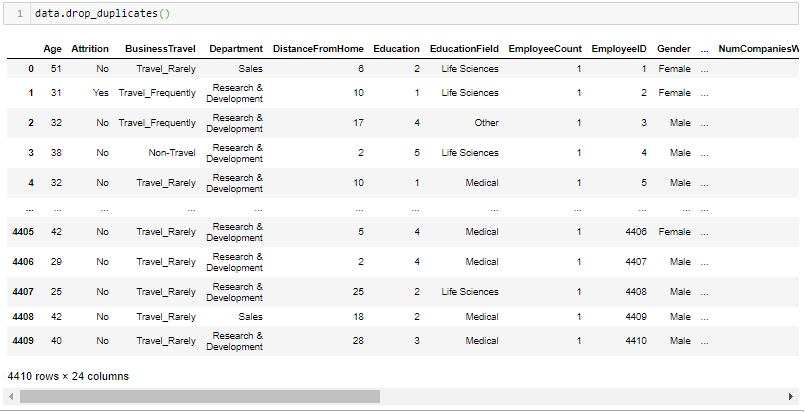 1 data.drop_duplicates()
Age Attrition BusinessTravel Department DistanceFromHome Education EducationField EmployeeCount EmployeeID Gender ... NumCompaniesW
0 51 No Travel_Rarely Sales 6 2 Life Sciences 1 1 Female ...
1 31 Yes Travel_Frequently Research & Development 10 1 Life Sciences 1 2 Female ...
2 32 No Travel_Frequently Research & Development 17 4 Other 1 3 Male ...
3 38 No Non-Travel Research & Development 2 5 Life Sciences 1 4 Male ...
4 32 No Travel_Rarely Research & Development 10 1 Medical 1 5 Male ...
... ... ... ... ... ... ... ... ... ... ... ...
4405 42 No Travel_Rarely Research & Development 5 4 Medical 1 4406 Female ...
4406 29 No Travel_Rarely Research & Development 2 4 Medical 1 4407 Male ...
4407 25 No Travel_Rarely Research & Development 25 2 Life Sciences 1 4408 Male ...
4408 42 No Travel_Rarely Sales 18 2 Medical 1 4409 Male ...
4409 40 No Travel_Rarely Research & Development 28 3 Medical 1 4410 Male ...
4410 rows × 24 columns